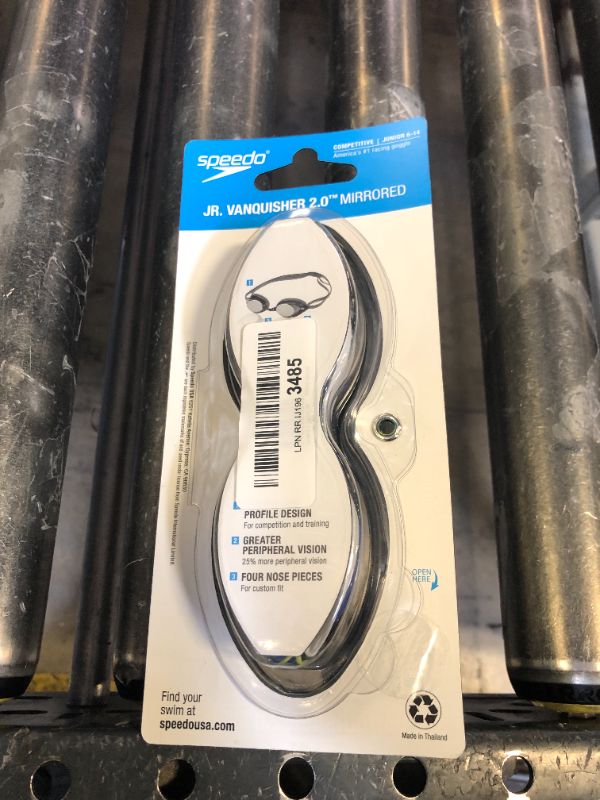 speedo
COMPETITIVE | JUNIOR 6-14
America's #1 racing goggle
JR. VANQUISHER 2.0™ MIRRORED
1
LPN RR IJ196 3485
PROFILE DESIGN
For competition and training
2 GREATER
PERIPHERAL VISION
25% more peripheral vision
3 FOUR NOSE PIECES
For custom fit
OPEN
HERE
Find your
swim at
speedousa.com
Made in Thailand